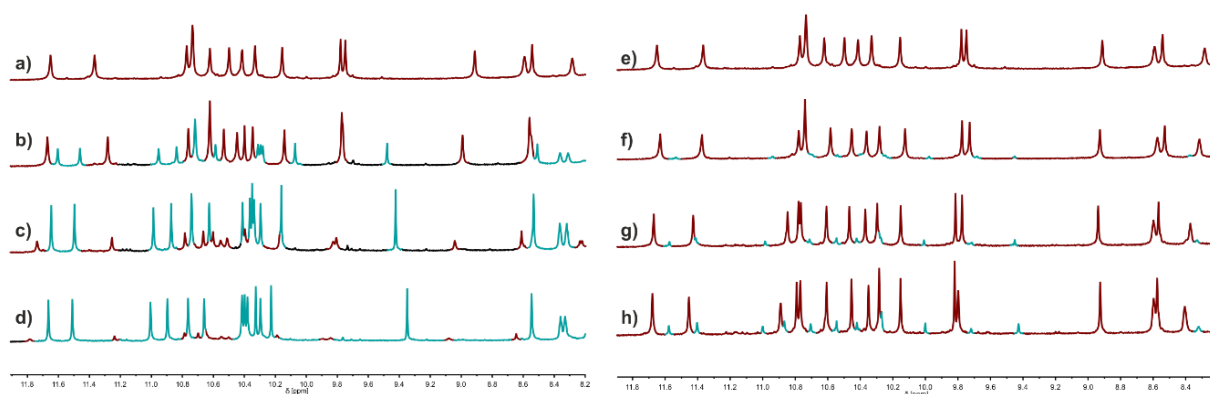 a)
b)
c)
d)
11.8 11.6 11.4 11.2 11.0 10.8 10.6 10.4 10.2 10.0 9.8 9.6 9.4 9.2 9.0 8.8 8.6 8.4 8.2
δ [ppm]
e)
f)
g)
h)
11.8 11.6 11.4 11.2 11.0 10.8 10.6 10.4 10.2 10.0 9.8 9.6 9.4 9.2 9.0 8.8 8.6 8.4
δ [ppm]